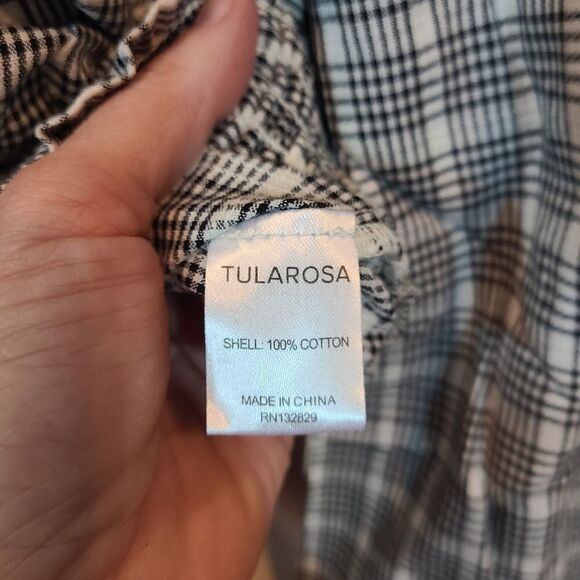 TULAROSA
SHELL: 100% COTTON
MADE IN CHINA
RN132829